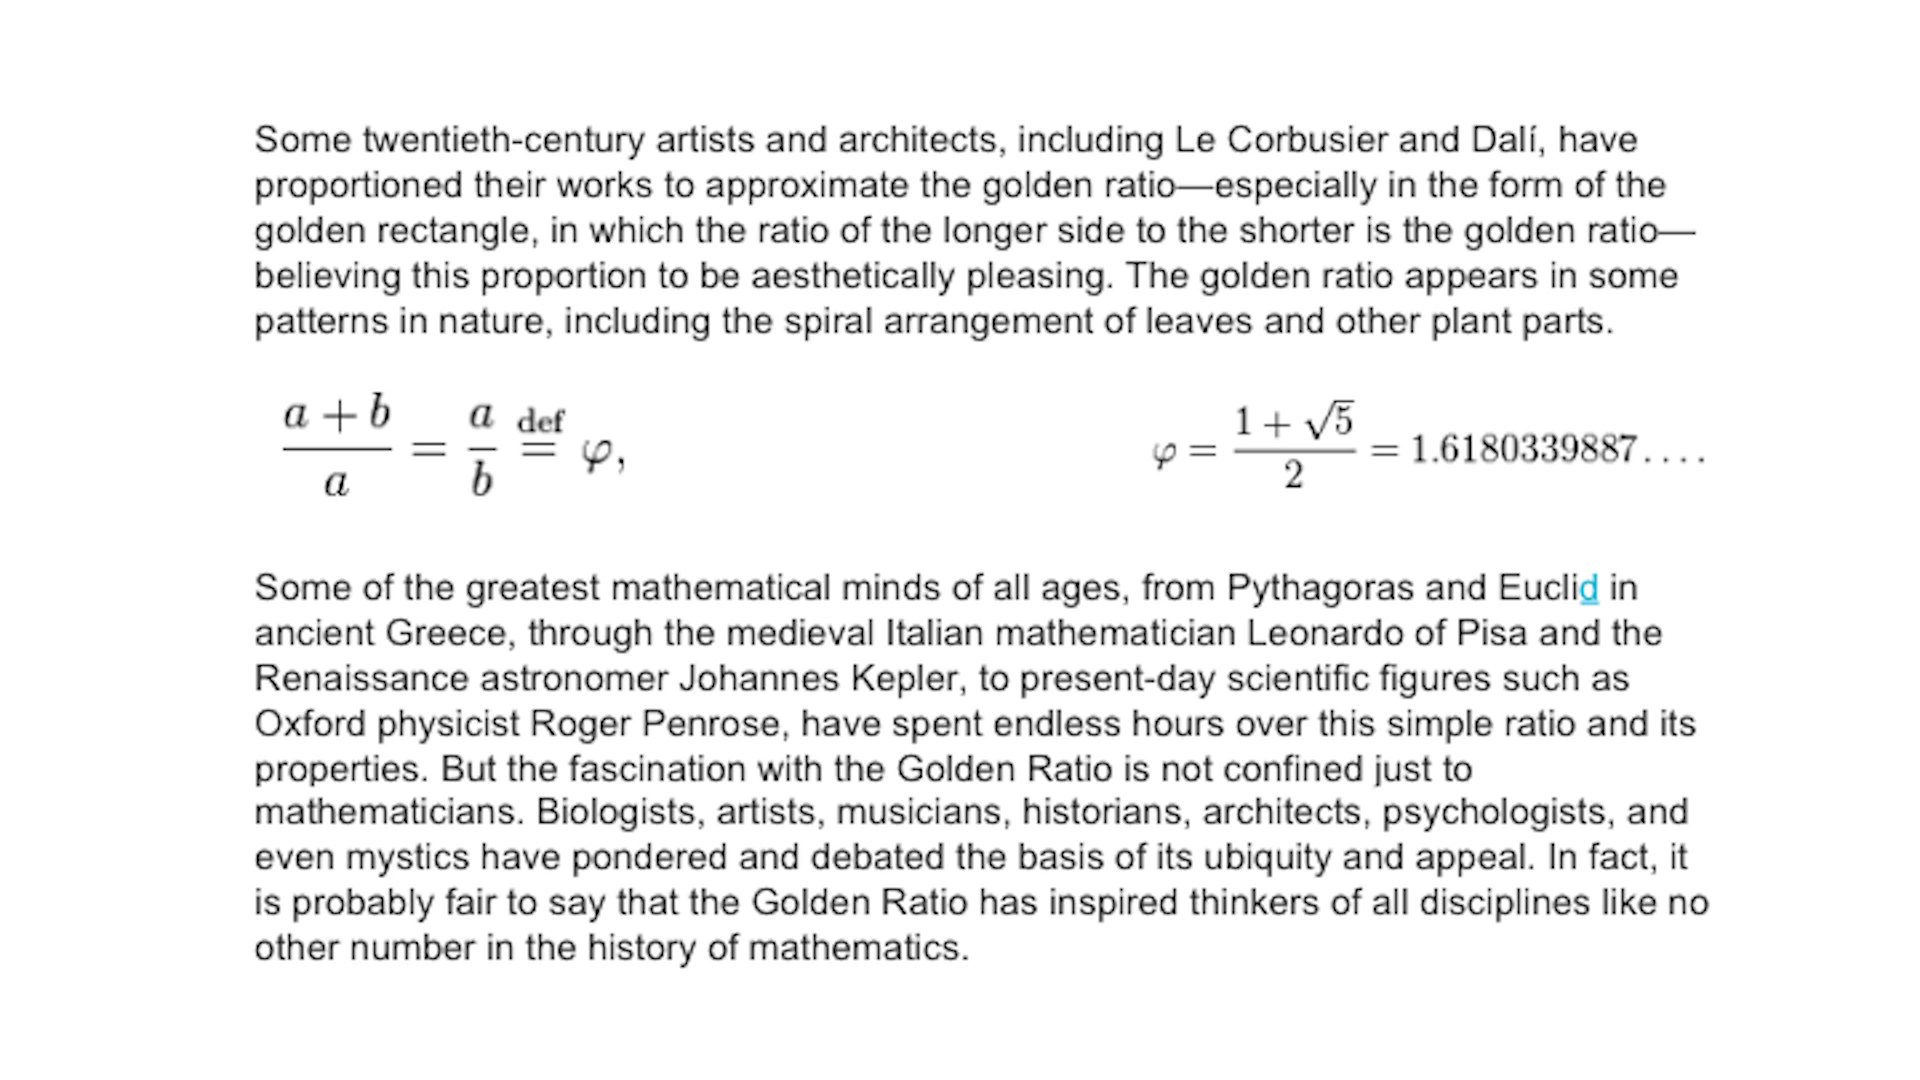 Some twentieth-century artists and architects, including Le Corbusier and Dalí, have
proportioned their works to approximate the golden ratio—especially in the form of the
golden rectangle, in which the ratio of the longer side to the shorter is the golden ratio—
believing this proportion to be aesthetically pleasing. The golden ratio appears in some
patterns in nature, including the spiral arrangement of leaves and other plant parts.
(a + b)/a = a/b def= φ,
φ = (1 + √5)/2 = 1.6180339887....
Some of the greatest mathematical minds of all ages, from Pythagoras and Euclid in
ancient Greece, through the medieval Italian mathematician Leonardo of Pisa and the
Renaissance astronomer Johannes Kepler, to present-day scientific figures such as
Oxford physicist Roger Penrose, have spent endless hours over this simple ratio and its
properties. But the fascination with the Golden Ratio is not confined just to
mathematicians. Biologists, artists, musicians, historians, architects, psychologists, and
even mystics have pondered and debated the basis of its ubiquity and appeal. In fact, it
is probably fair to say that the Golden Ratio has inspired thinkers of all disciplines like no
other number in the history of mathematics.